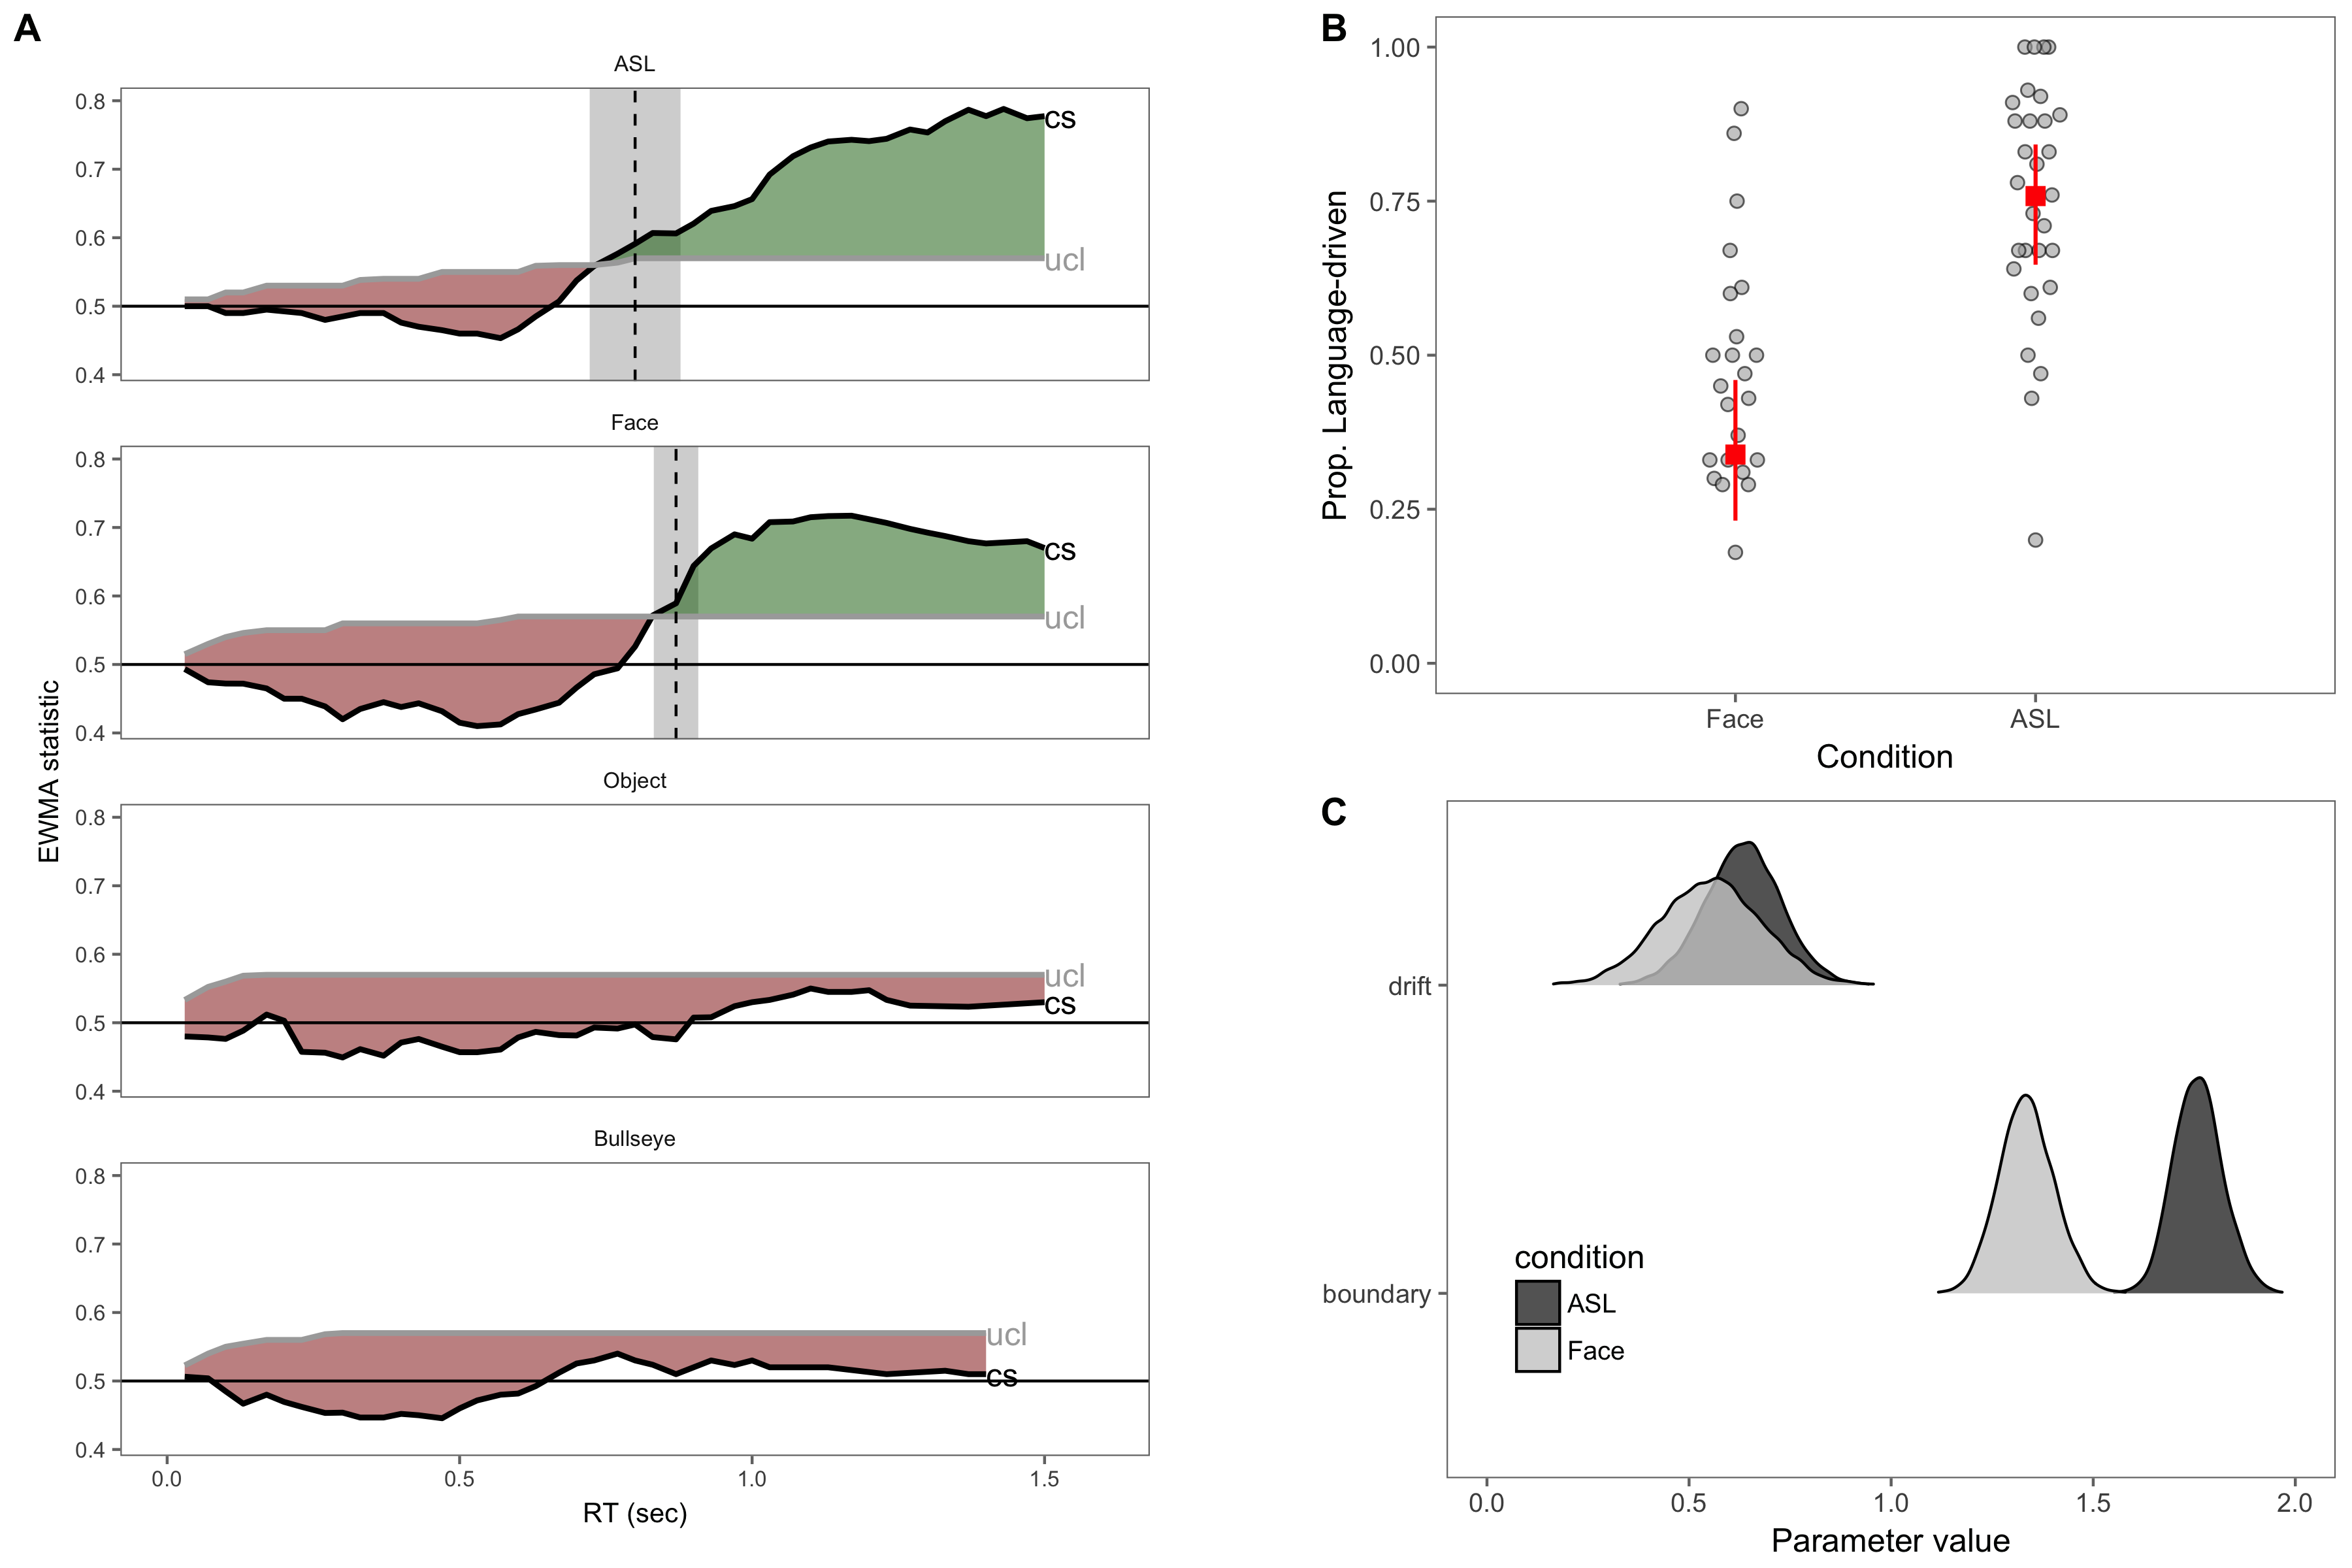 A
EWMA statistic
ASL
0.8
0.7
0.6
0.5
0.4
cs
ucl
Face
0.8
0.7
0.6
0.5
0.4
cs
ucl
Object
0.8
0.7
0.6
0.5
0.4
ucl
cs
Bullseye
0.8
0.7
0.6
0.5
0.4
ucl
cs
0.0 0.5 1.0 1.5
RT (sec)
B
Prop. Language-driven
1.00
0.75
0.50
0.25
0.00
Face ASL
Condition
C
drift
boundary
condition
ASL
Face
0.0 0.5 1.0 1.5 2.0
Parameter value